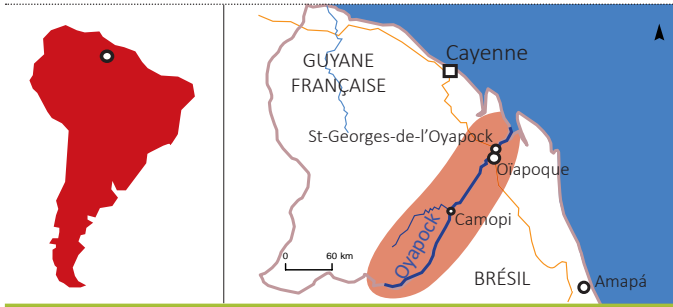 GUYANE
FRANÇAISE
Cayenne
St-Georges-de-l'Oyapock
Oïapoque
Camopi
Oyapock
0 60 km
BRÉSIL
Amapá